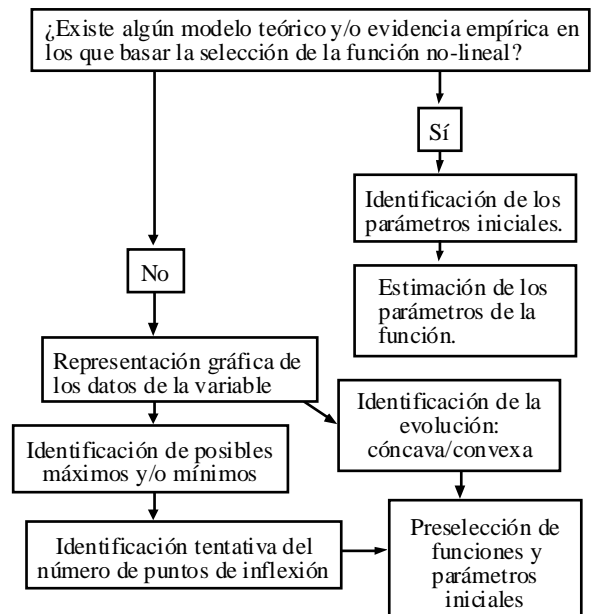 ¿Existe algún modelo teórico y/o evidencia empírica en
los que basar la selección de la función no-lineal?
Sí
Identificación de los
parámetros iniciales.
No
Estimación de los
parámetros de la
función.
Representación gráfica de
los datos de la variable
Identificación de la
evolución:
cóncava/convexa
Identificación de posibles
máximos y/o mínimos
Identificación tentativa del
número de puntos de inflexión
Preselección de
funciones y
parámetros
iniciales